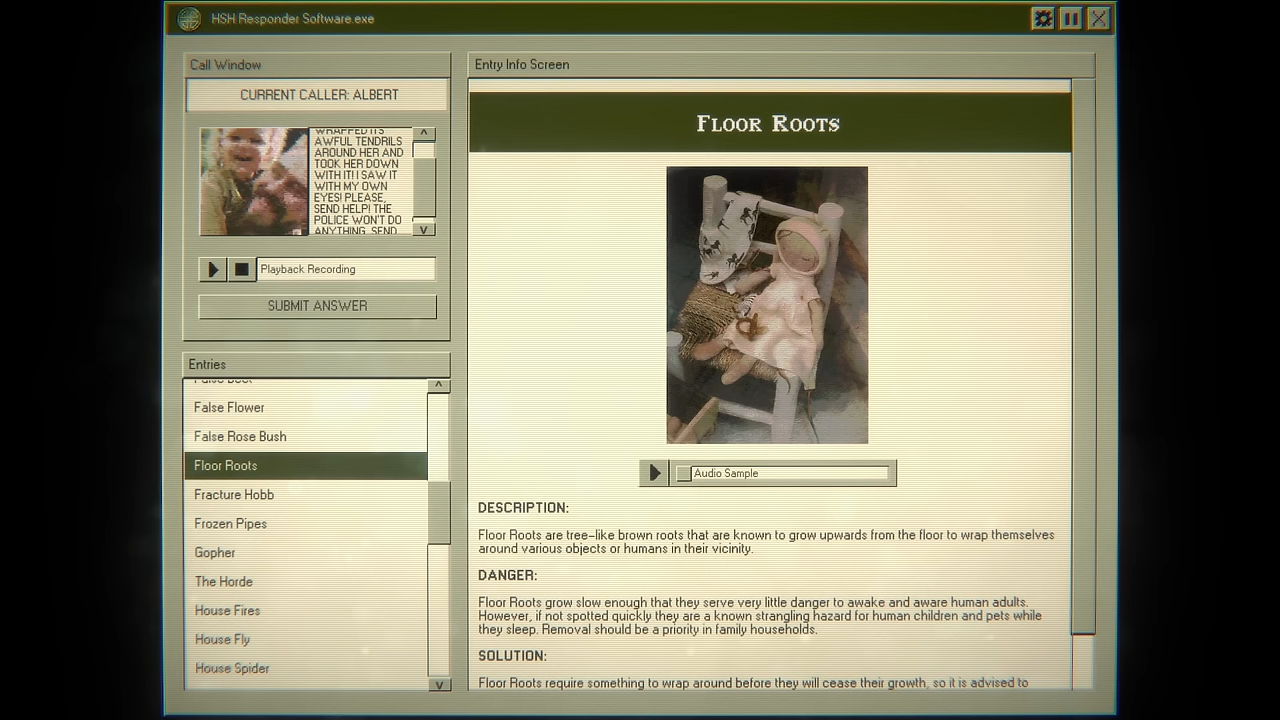 HSH Responder Software.exe
Call Window
CURRENT CALLER: ALBERT
WRAPPED ITS
AWFUL TENDRILS
AROUND HER AND
TOOK HER DOWN
WITH IT! I SAW IT
WITH MY OWN
EYES! PLEASE,
SEND HELP! THE
POLICE WON'T DO
ANYTHING, SEND
Playback Recording
SUBMIT ANSWER
Entries
False Flower
False Rose Bush
Floor Roots
Fracture Hobb
Frozen Pipes
Gopher
The Horde
House Fires
House Fly
House Spider
Entry Info Screen
Floor Roots
Audio Sample
DESCRIPTION:
Floor Roots are tree-like brown roots that are known to grow upwards from the floor to wrap themselves
around various objects or humans in their vicinity.
DANGER:
Floor Roots grow slow enough that they serve very little danger to awake and aware human adults.
However, if not spotted quickly they are a known strangling hazard for human children and pets while
they sleep. Removal should be a priority in family households.
SOLUTION:
Floor Roots require something to wrap around before they will cease their growth, so it is advised to